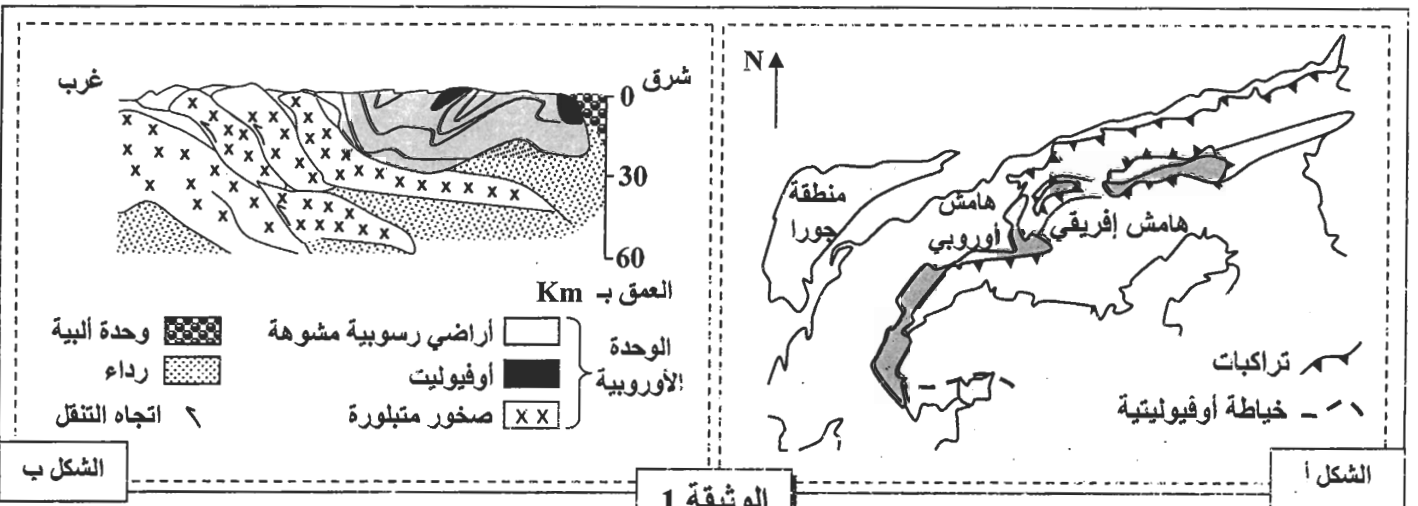 N
منطقة
جورا
هامش
أوروبي
هامش إفريقي
تراكبات
خياطة أوڤيوليتية
الشكل أ
شرق
غرب
0
30
60
العمق بـ Km
الوحدة
الأوروبية
أراضي رسوبية مشوهة
أوفيوليت
صخور متبلورة
x x
وحدة ألبية
رداء
اتجاه التنقل
الشكل ب
الوثيقة 1